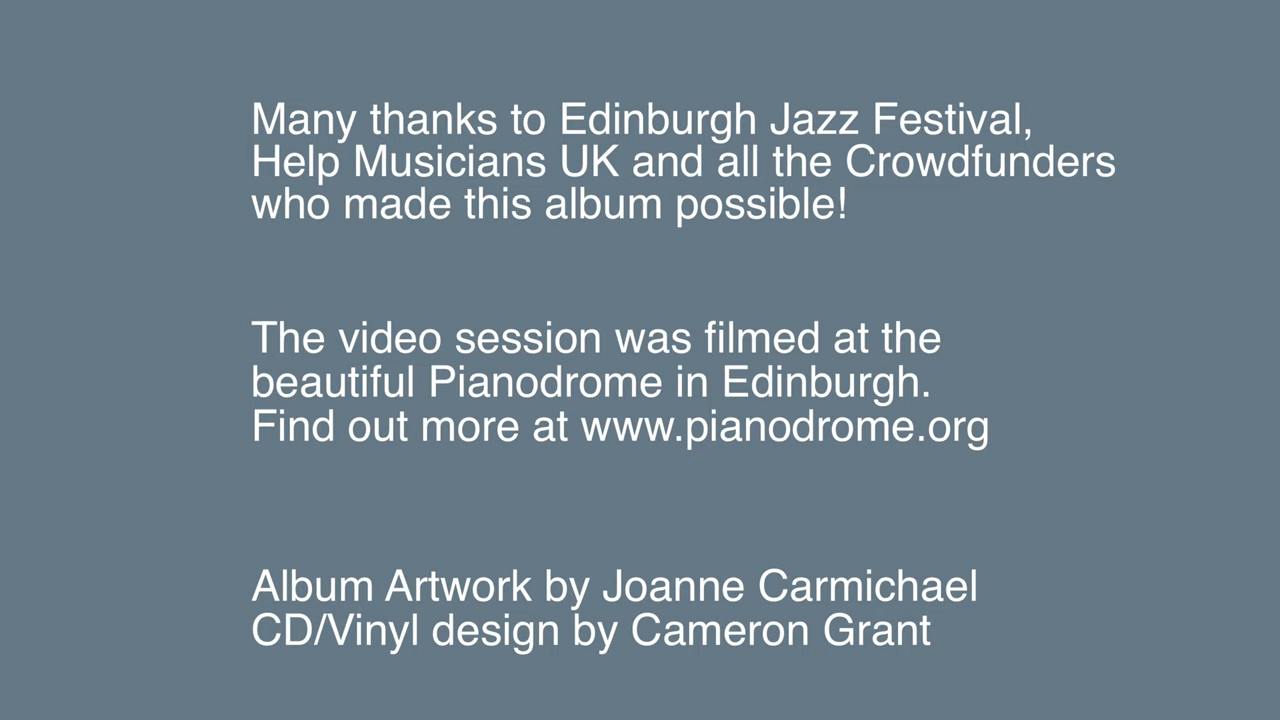 Many thanks to Edinburgh Jazz Festival,
Help Musicians UK and all the Crowdfunders
who made this album possible!
The video session was filmed at the
beautiful Pianodrome in Edinburgh.
Find out more at www.pianodrome.org
Album Artwork by Joanne Carmichael
CD/Vinyl design by Cameron Grant